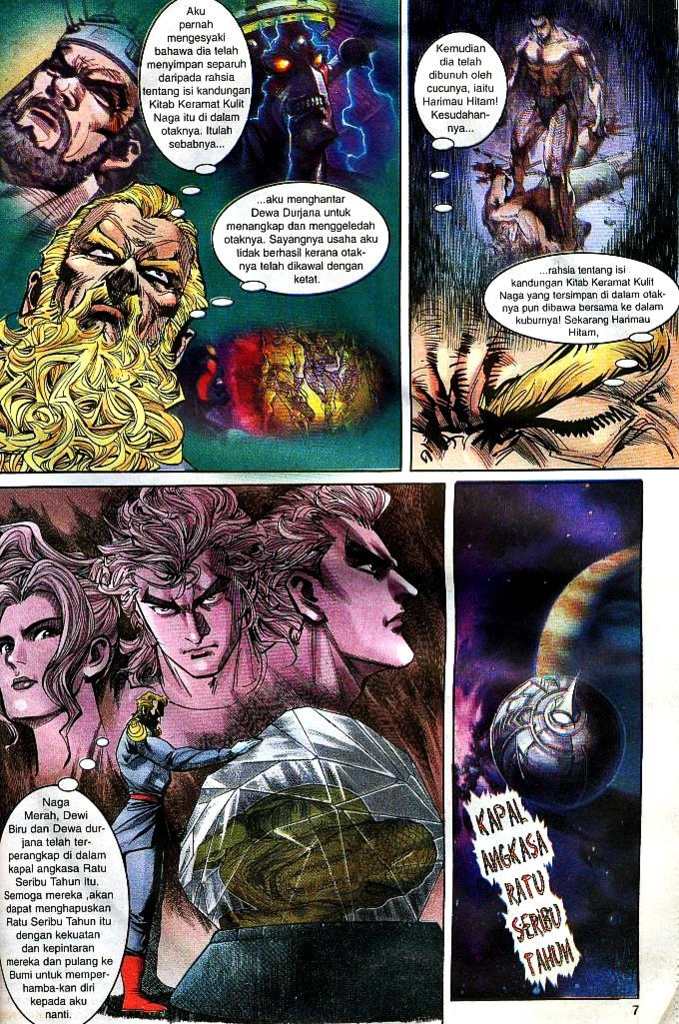 Aku
pernah
mengesyaki
bahawa dia telah
menyimpan separuh
daripada rahsia
tentang isi kandungan
Kitab Keramat Kulit
Naga itu di dalam
otaknya. Itulah
sebabnya...
...aku menghantar
Dewa Durjana untuk
menangkap dan menggeledah
otaknya. Sayangnya usaha aku
tidak berhasil kerana otak-
nya telah dikawal dengan
ketat.
Kemudian
dia telah
dibunuh oleh
cucunya, iaitu
Harimau Hitam!
Kesudahan-
nya...
...rahsia tentang isi
kandungan Kitab Keramat Kulit
Naga yang tersimpan di dalam otak-
nya pun dibawa bersama ke dalam
kuburnya! Sekarang Harimau
Hitam,
Naga
Merah, Dewi
Biru dan Dewa dur-
jana telah ter-
perangkap di dalam
kapal angkasa Ratu
Seribu Tahun Itu.
Semoga mereka ,akan
dapat menghapuskan
Ratu Seribu Tahun itu
dengan kekuatan
dan kepintaran
mereka dan pulang ke
Bumi untuk memper-
hamba-kan diri
kepada aku
nanti.
KAPAL
ANGKASA
RATU
SERIBU
TAHUN
7